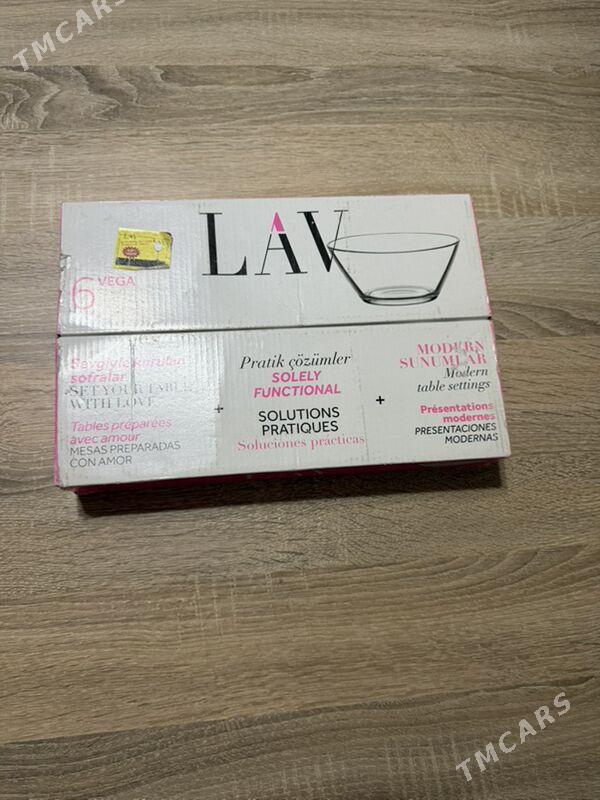 TMCARS
LAV
6 VEGA
Sevgiyle kurulan
sofralar
SET YOUR TABLE
WITH LOVE
Tables préparées
avec amour
MESAS PREPARADAS
CON AMOR
+
Pratik çözümler
SOLELY
FUNCTIONAL
SOLUTIONS
PRATIQUES
Soluciones prácticas
+
MODERN
SUNUMLAR
Modern
table settings
Présentations
modernes
PRESENTACIONES
MODERNAS
TMCARS